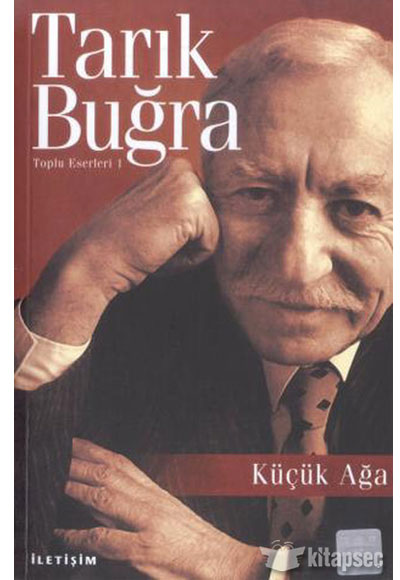 Tarık
Buğra
Toplu Eserleri 1
Küçük Ağa
İLETİŞİM
kitapsec